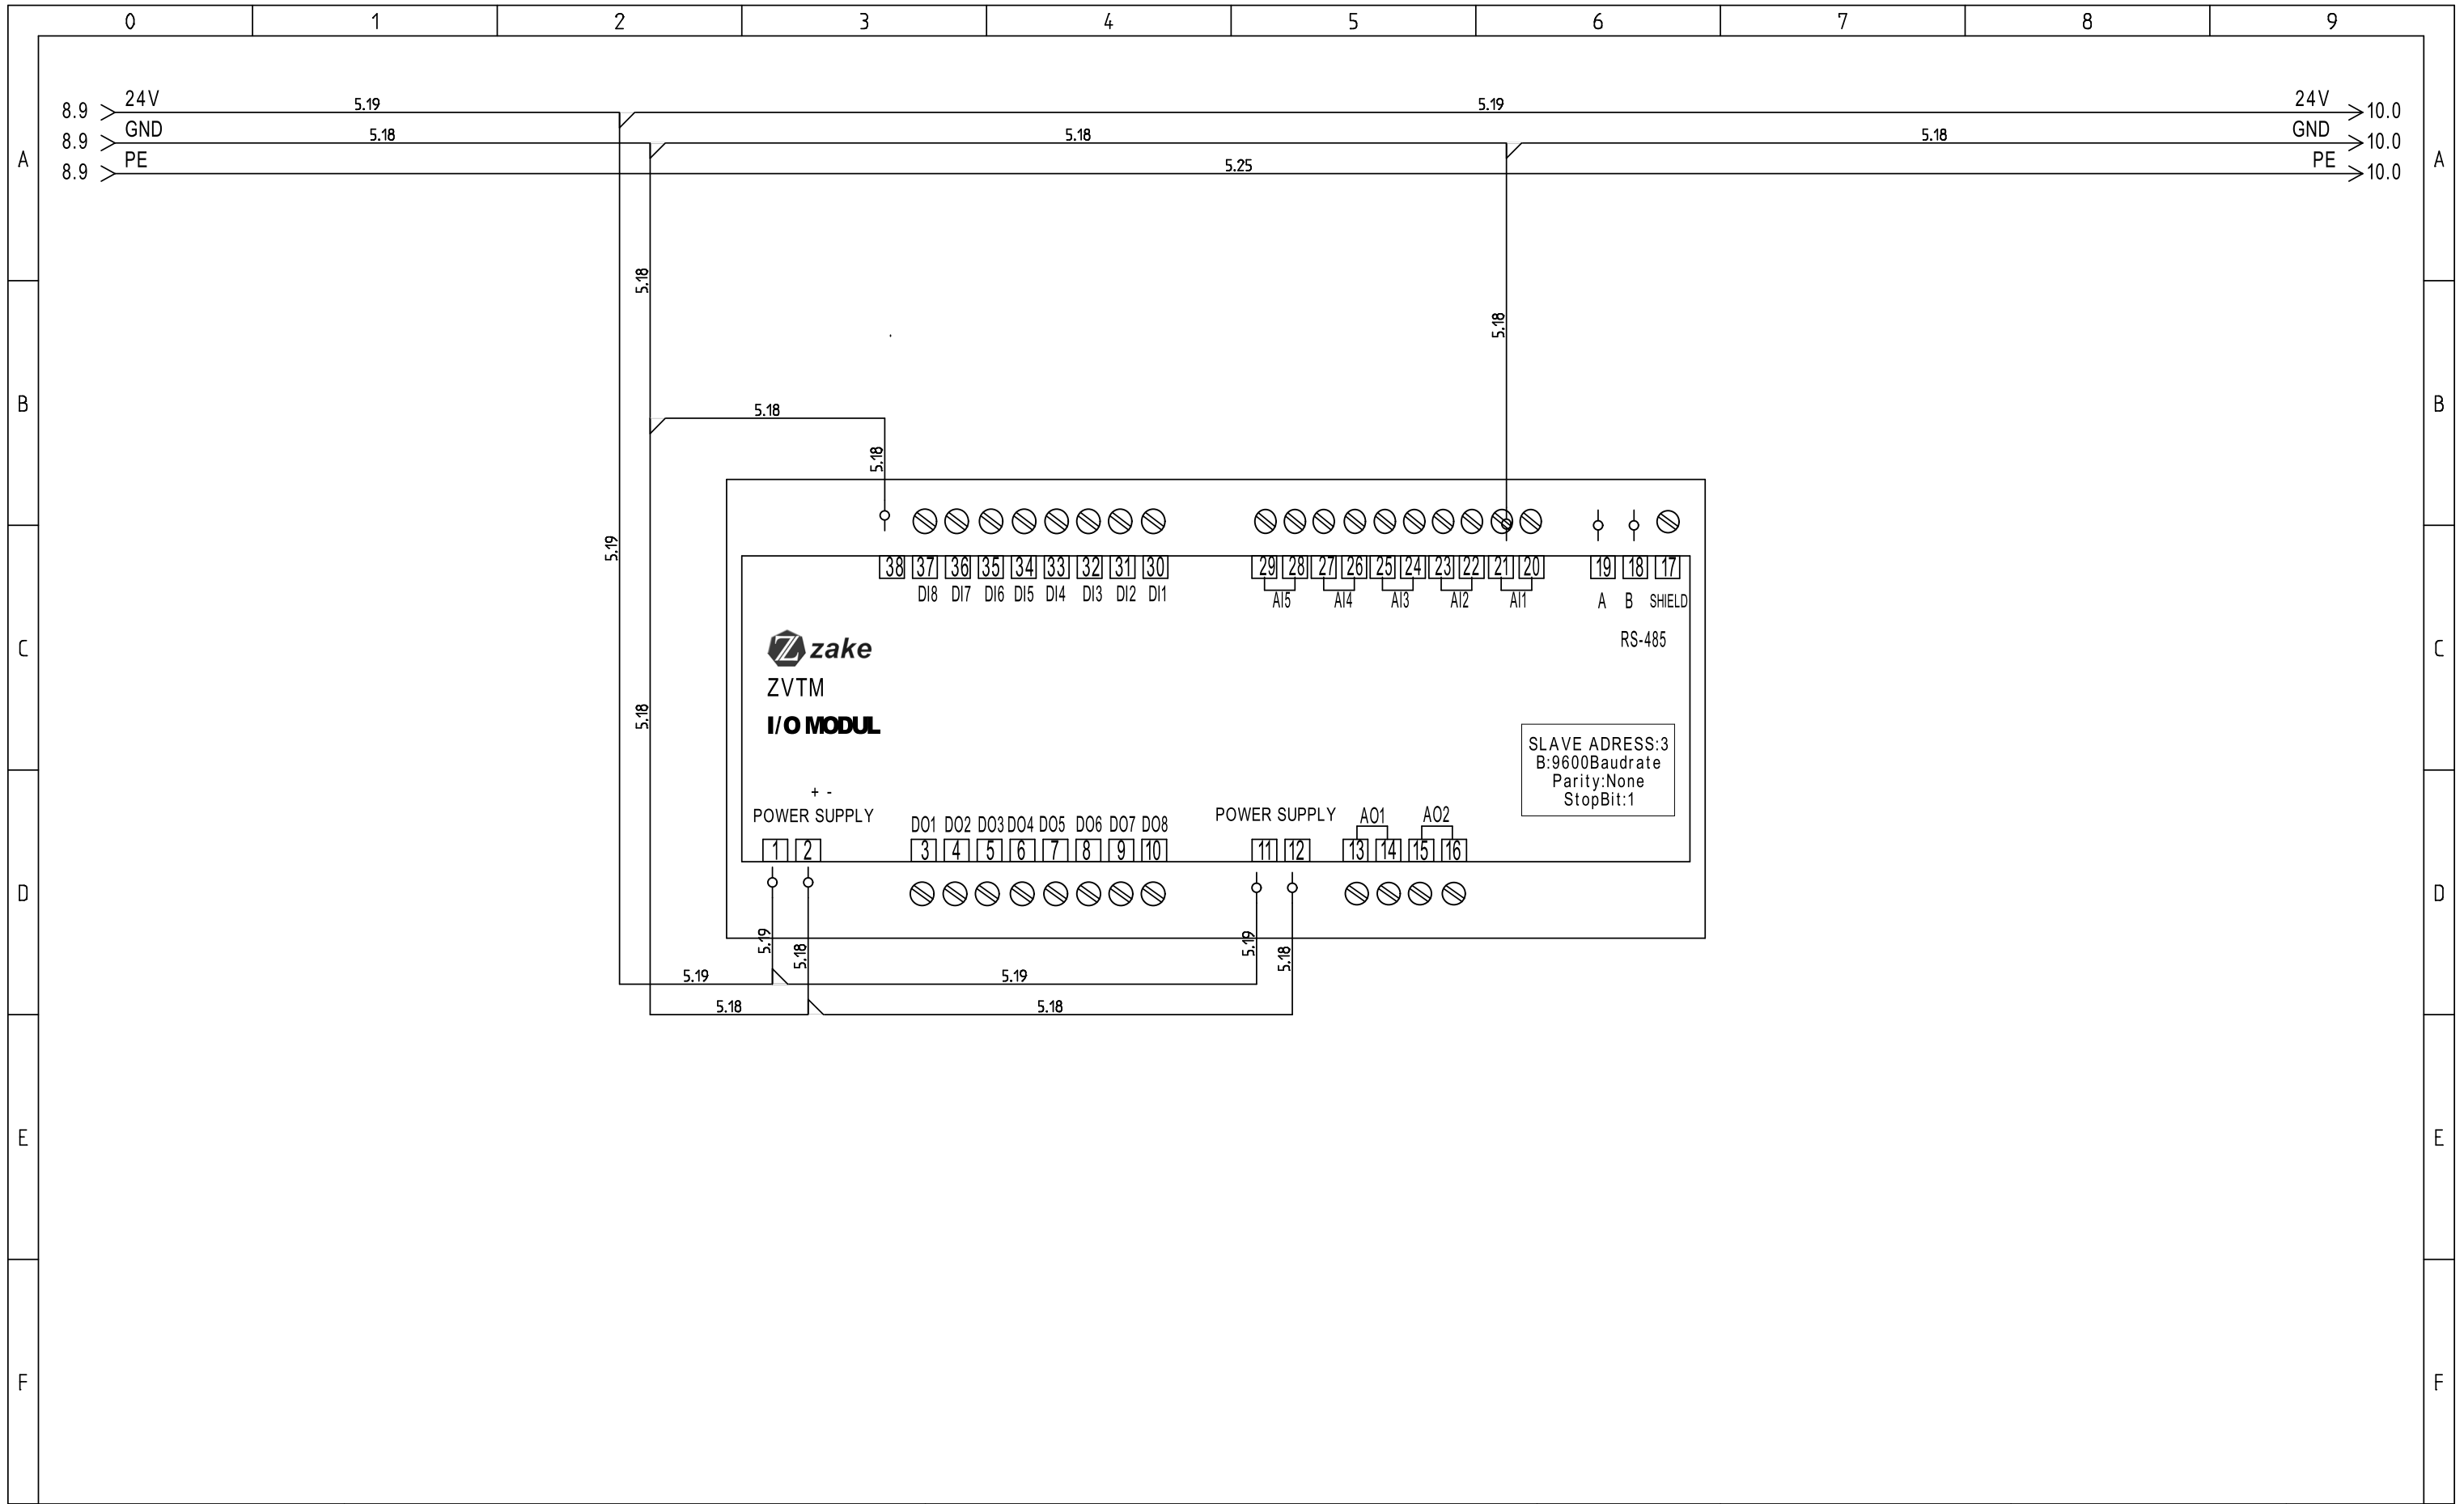 0 1 2 3 4 5 6 7 8 9
8.9 24V 5.19 5.19 24V 10.0
8.9 GND 5.18 5.18 5.18 GND 10.0
8.9 PE 5.25 PE 10.0
A A
5.18
5.18
B B
5.18
5.18
5.19
38 37 36 35 34 33 32 31 30 29 28 27 26 25 24 23 22 21 20 19 18 17
DI8 DI7 DI6 DI5 DI4 DI3 DI2 DI1 AI5 AI4 AI3 AI2 AI1 A B SHIELD
RS-485
C C
zake
ZVTM
I/O MODUL
5.18
SLAVE ADRESS:3
B:9600Baudrate
Parity:None
StopBit:1
+ -
POWER SUPPLY DO1 DO2 DO3 DO4 DO5 DO6 DO7 DO8 POWER SUPPLY AO1 AO2
1 2 3 4 5 6 7 8 9 10 11 12 13 14 15 16
D D
5.19 5.18 5.19 5.18
5.19 5.19
5.18 5.18
E E
F F